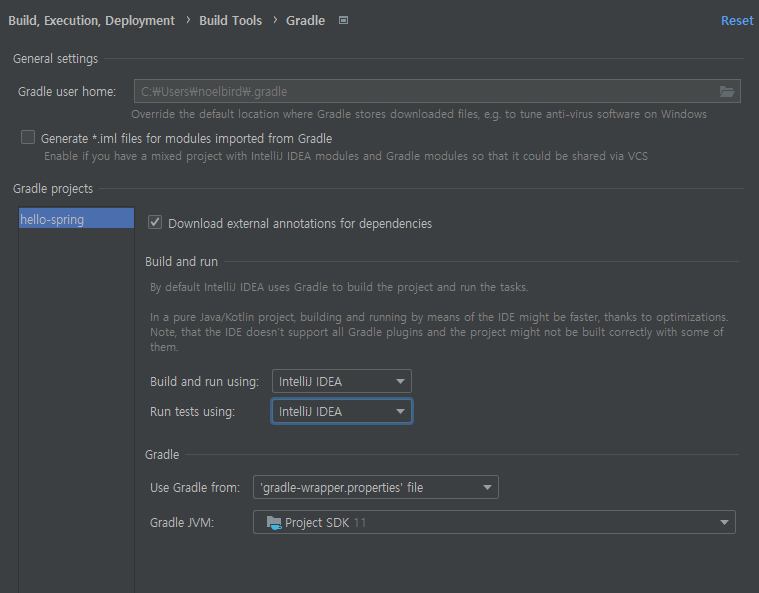 Build, Execution, Deployment › Build Tools › Gradle Reset
General settings
Gradle user home: C:₩Users₩noelbird₩.gradle
Override the default location where Gradle stores downloaded files, e.g. to tune anti-virus software on Windows
Generate *.iml files for modules imported from Gradle
Enable if you have a mixed project with IntelliJ IDEA modules and Gradle modules so that it could be shared via VCS
Gradle projects
hello-spring
Download external annotations for dependencies
Build and run
By default IntelliJ IDEA uses Gradle to build the project and run the tasks.
In a pure Java/Kotlin project, building and running by means of the IDE might be faster, thanks to optimizations.
Note, that the IDE doesn't support all Gradle plugins and the project might not be built correctly with some of
them.
Build and run using: IntelliJ IDEA
Run tests using: IntelliJ IDEA
Gradle
Use Gradle from: 'gradle-wrapper.properties' file
Gradle JVM: Project SDK 11